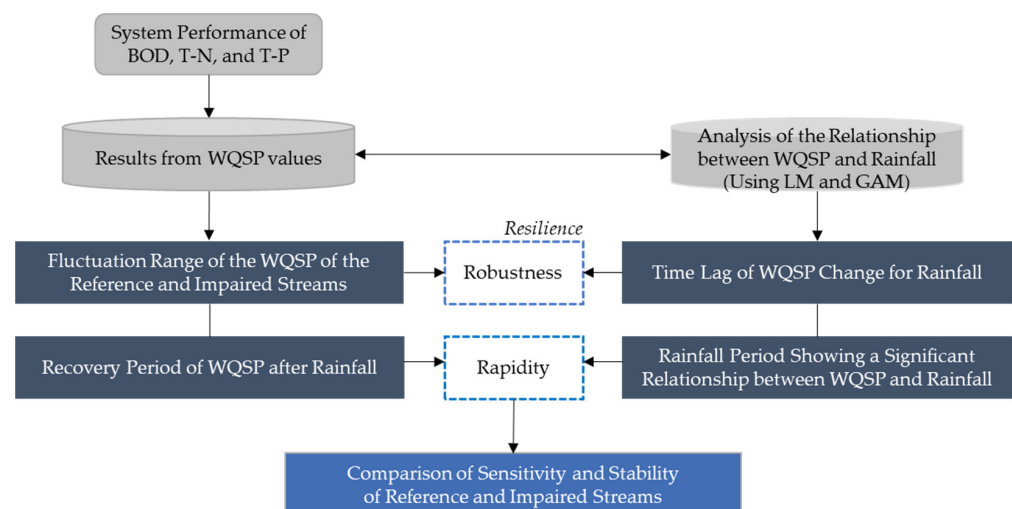 System Performance of
BOD, T-N, and T-P
Results from WQSP values
Analysis of the Relationship
between WQSP and Rainfall
(Using LM and GAM)
Resilience
Fluctuation Range of the WQSP of the
Reference and Impaired Streams
Robustness
Time Lag of WQSP Change for Rainfall
Recovery Period of WQSP after Rainfall
Rapidity
Rainfall Period Showing a Significant
Relationship between WQSP and Rainfall
Comparison of Sensitivity and Stability
of Reference and Impaired Streams